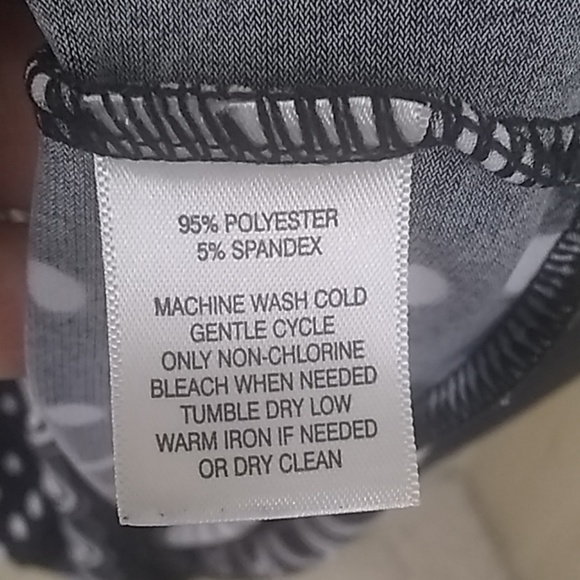 95% POLYESTER
5% SPANDEX
MACHINE WASH COLD
GENTLE CYCLE
ONLY NON-CHLORINE
BLEACH WHEN NEEDED
TUMBLE DRY LOW
WARM IRON IF NEEDED
OR DRY CLEAN